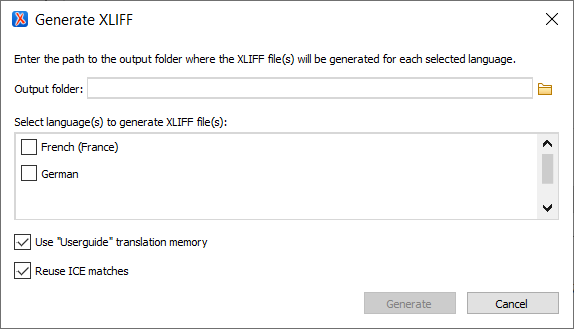 Generate XLIFF
Enter the path to the output folder where the XLIFF file(s) will be generated for each selected language.
Output folder:
Select language(s) to generate XLIFF file(s):
French (France)
German
Use "Userguide" translation memory
Reuse ICE matches
Generate
Cancel